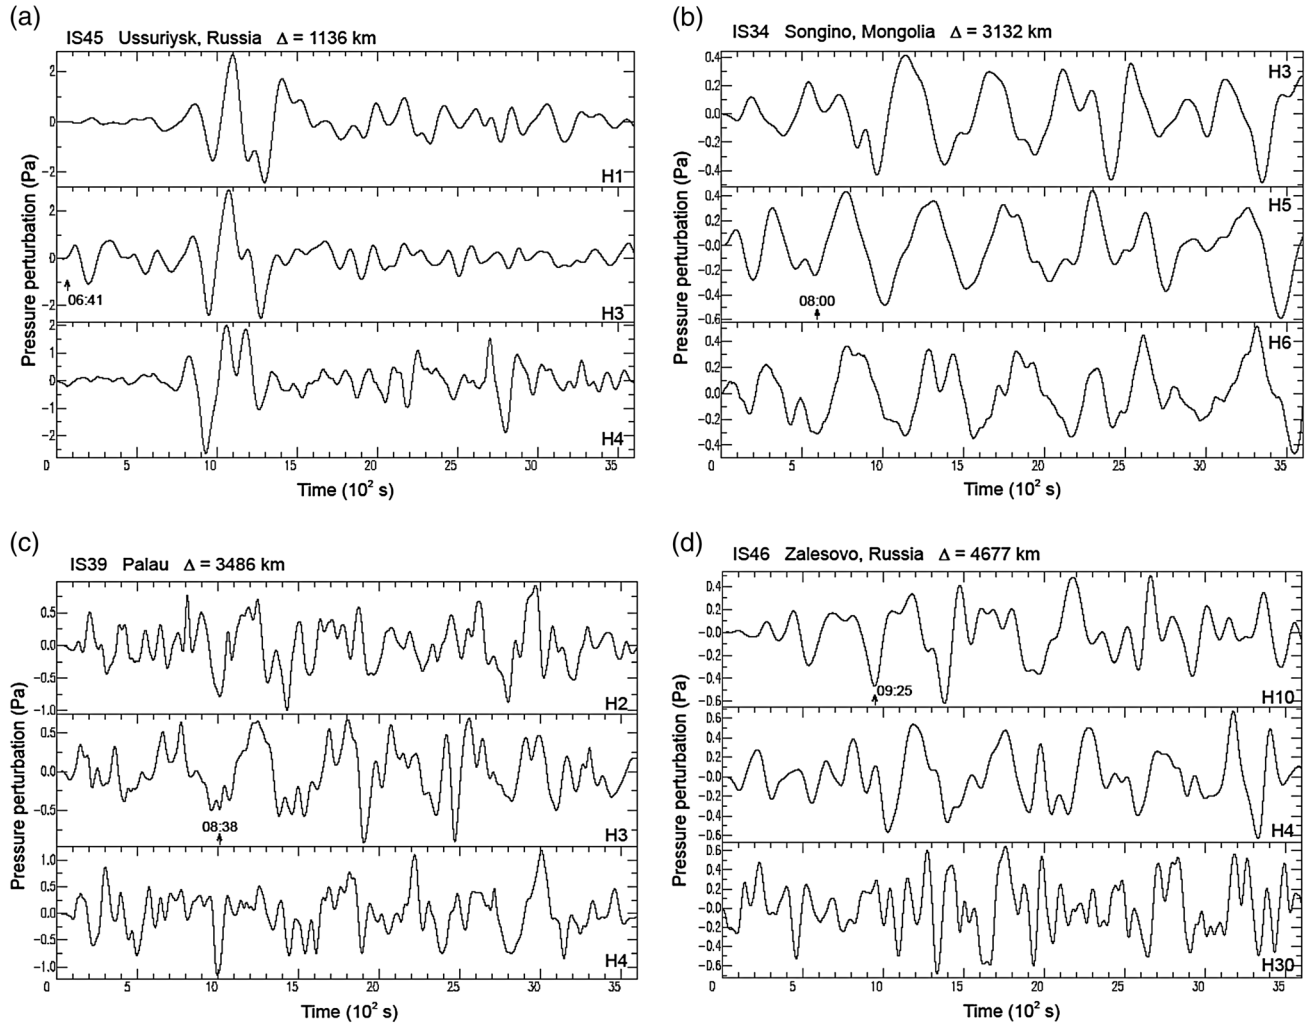 (a)
IS45 Ussuriysk, Russia Δ = 1136 km
Pressure perturbation (Pa)
2
0
-2
H1
2
0
-2
06:41
H3
2
1
0
-1
-2
H4
0 5 10 15 20 25 30 35
Time (10² s)
(b)
IS34 Songino, Mongolia Δ = 3132 km
Pressure perturbation (Pa)
0.4
0.2
0.0
-0.2
-0.4
H3
0.4
0.2
-0.0
-0.2
-0.4
-0.6
08:00
H5
0.4
0.2
0.0
-0.2
-0.4
H6
0 5 10 15 20 25 30 35
Time (10² s)
(c)
IS39 Palau Δ = 3486 km
Pressure perturbation (Pa)
0.5
0.0
-0.5
-1.0
H2
0.5
0.0
-0.5
08:38
H3
1.0
0.5
0.0
-0.5
-1.0
H4
0 5 10 15 20 25 30 35
Time (10² s)
(d)
IS46 Zalesovo, Russia Δ = 4677 km
Pressure perturbation (Pa)
0.4
0.2
-0.0
-0.2
-0.4
-0.6
09:25
H10
0.6
0.4
0.2
-0.0
-0.2
-0.4
-0.6
H4
0.6
0.4
0.2
-0.0
-0.2
-0.4
-0.6
H30
0 5 10 15 20 25 30 35
Time (10² s)